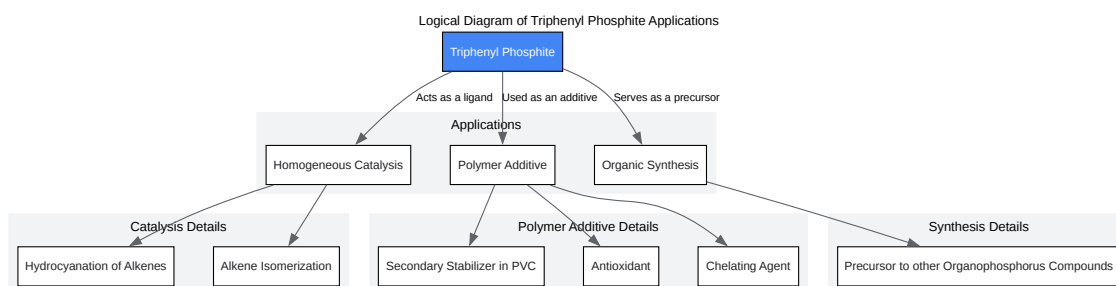 Logical Diagram of Triphenyl Phosphite Applications
Triphenyl Phosphite
Acts as a ligand
Used as an additive
Serves as a precursor
Applications
Homogeneous Catalysis
Polymer Additive
Organic Synthesis
Catalysis Details
Polymer Additive Details
Synthesis Details
Hydrocyanation of Alkenes
Alkene Isomerization
Secondary Stabilizer in PVC
Antioxidant
Chelating Agent
Precursor to other Organophosphorus Compounds